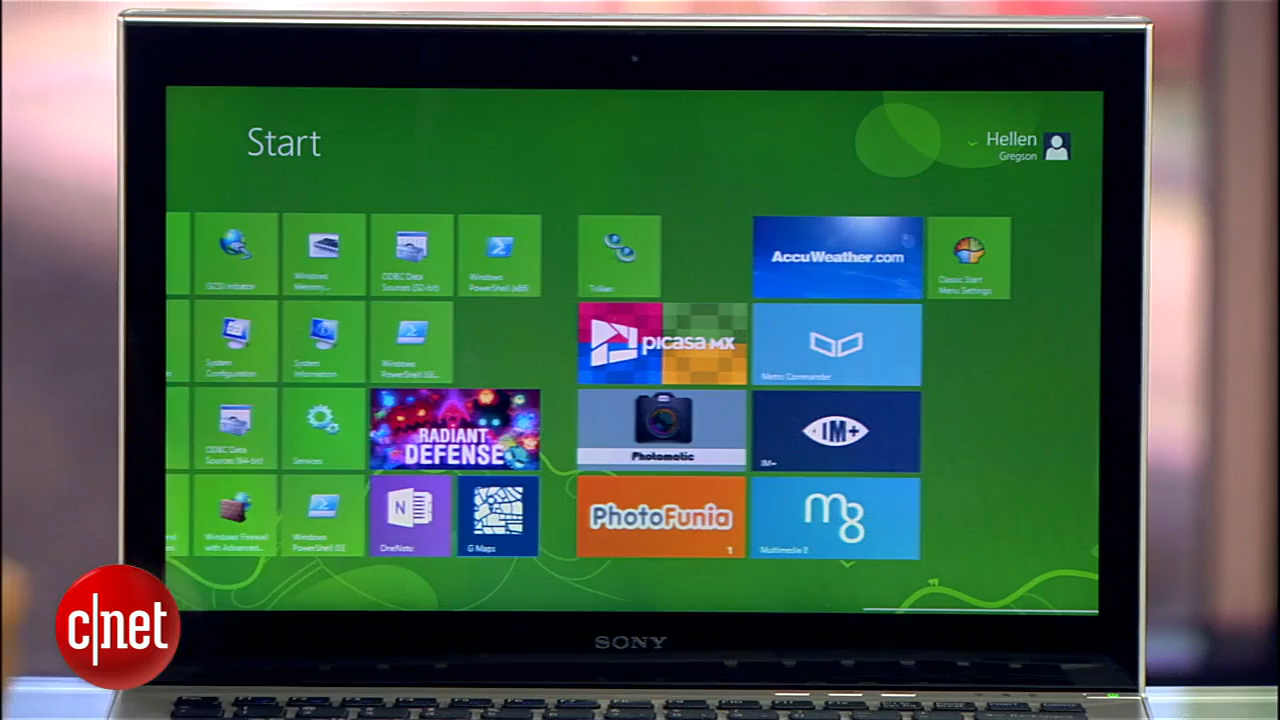 Start
Hellen
Gregson
iSCSI Initiator
Windows
Memory...
ODBC Data
Sources (32-bit)
Windows
PowerShell (x86)
Trillian
AccuWeather.com
Classic Start
Menu Settings
System
Configuration
System
Information
Windows
PowerShell ISE...
picasa MX
Metro Commander
ODBC Data
Sources (64-bit)
Services
RADIANT
DEFENSE
Photomatic
IM+
IM+
Windows Firewall
with Advanced...
Windows
PowerShell ISE
N
OneNote
G Maps
PhotoFunia
1
m8
Multimedia 8
c|net
SONY